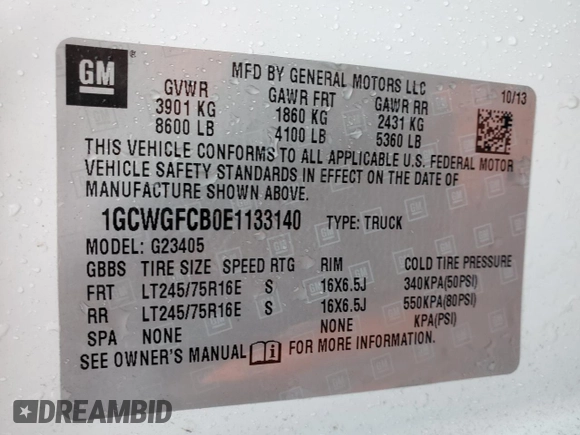 GM
MFD BY GENERAL MOTORS LLC
10/13
GVWR GAWR FRT GAWR RR
3901 KG 1860 KG 2431 KG
8600 LB 4100 LB 5360 LB
THIS VEHICLE CONFORMS TO ALL APPLICABLE U.S. FEDERAL MOTOR
VEHICLE SAFETY STANDARDS IN EFFECT ON THE DATE OF
MANUFACTURE SHOWN ABOVE.
1GCWGFCB0E1133140 TYPE: TRUCK
MODEL: G23405
GBBS TIRE SIZE SPEED RTG RIM COLD TIRE PRESSURE
FRT LT245/75R16E S 16X6.5J 340KPA(50PSI)
RR LT245/75R16E S 16X6.5J 550KPA(80PSI)
SPA NONE NONE KPA(PSI)
SEE OWNER'S MANUAL i FOR MORE INFORMATION.
DREAMBID